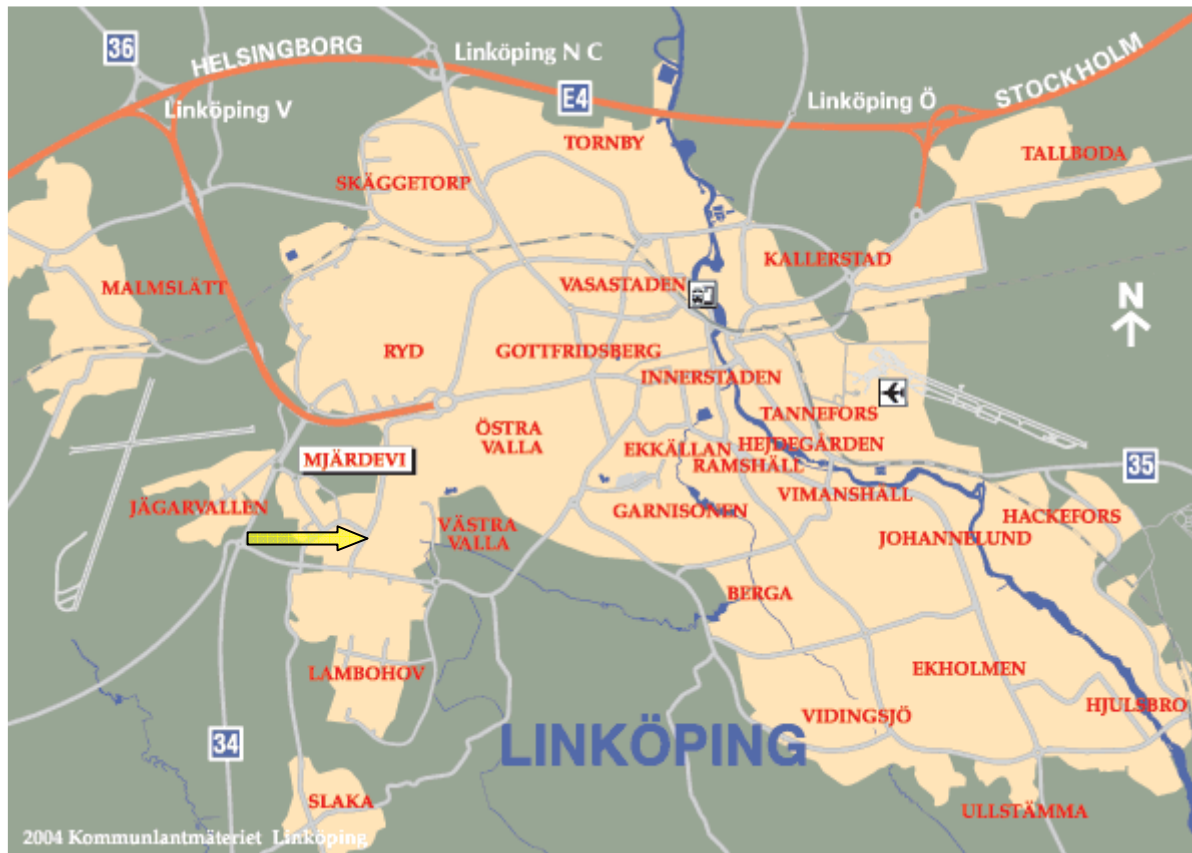 36
HELSINGBORG
Linköping N C
E4
Linköping V
Linköping Ö
STOCKHOLM
TORNBY
TALLBODA
SKÄGGETORP
KALLERSTAD
MALMSLÄTT
VASASTADEN
N
RYD
GOTTFRIDSBERG
INNERSTADEN
TANNEFORS
ÖSTRA
VALLA
EKKÄLLAN
HEJDEGÅRDEN
RAMSHÄLL
MJÄRDEVI
35
VIMANSHÄLL
JÄGARVALLEN
GARNISONEN
HACKEFORS
VÄSTRA
VALLA
JOHANNELUND
BERGA
LAMBOHOV
EKHOLMEN
HJULSBRO
VIDINGSJÖ
34
LINKÖPING
SLAKA
ULLSTÄMMA
2004 Kommunlantmäteriet Linköping